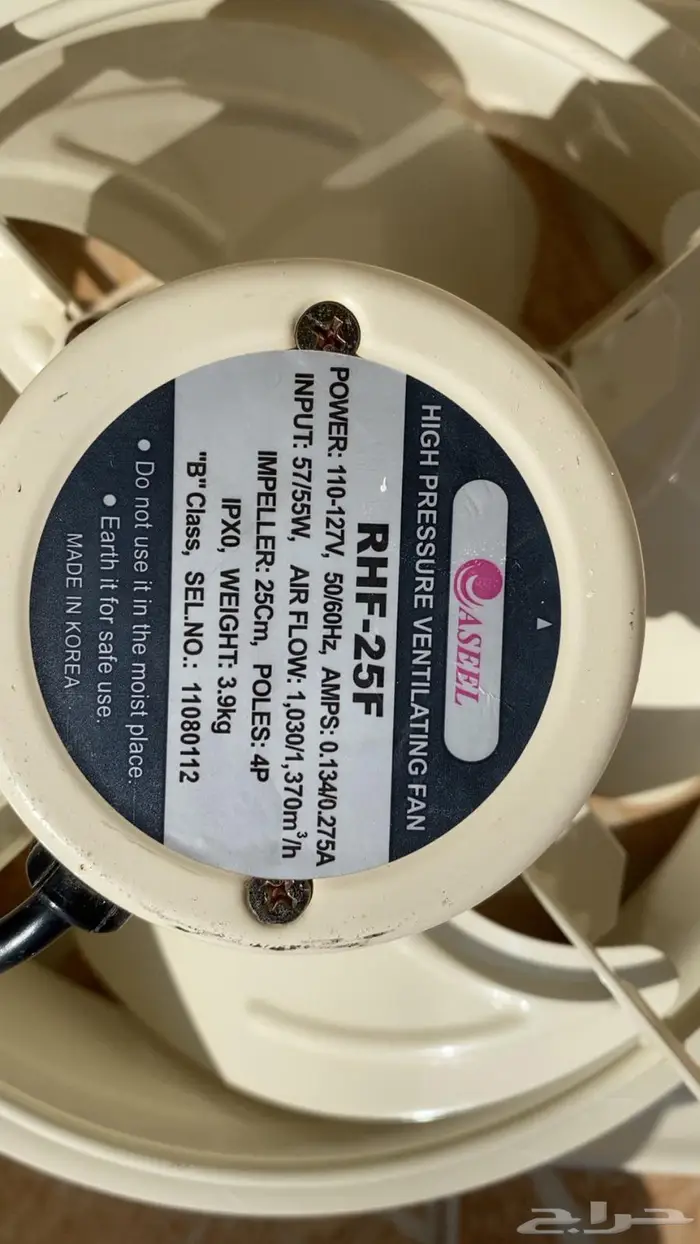 ASEEL
HIGH PRESSURE VENTILATING FAN
RHF-25F
POWER: 110-127V, 50/60Hz, AMPS: 0.134/0.275A
INPUT: 57/55W, AIR FLOW: 1,030/1,370m³/h
IMPELLER: 25Cm, POLES: 4P
IPX0, WEIGHT: 3.9kg
"B" Class, SEL.NO.: 11080112
● Do not use it in the moist place.
● Earth it for safe use.
MADE IN KOREA
حراج